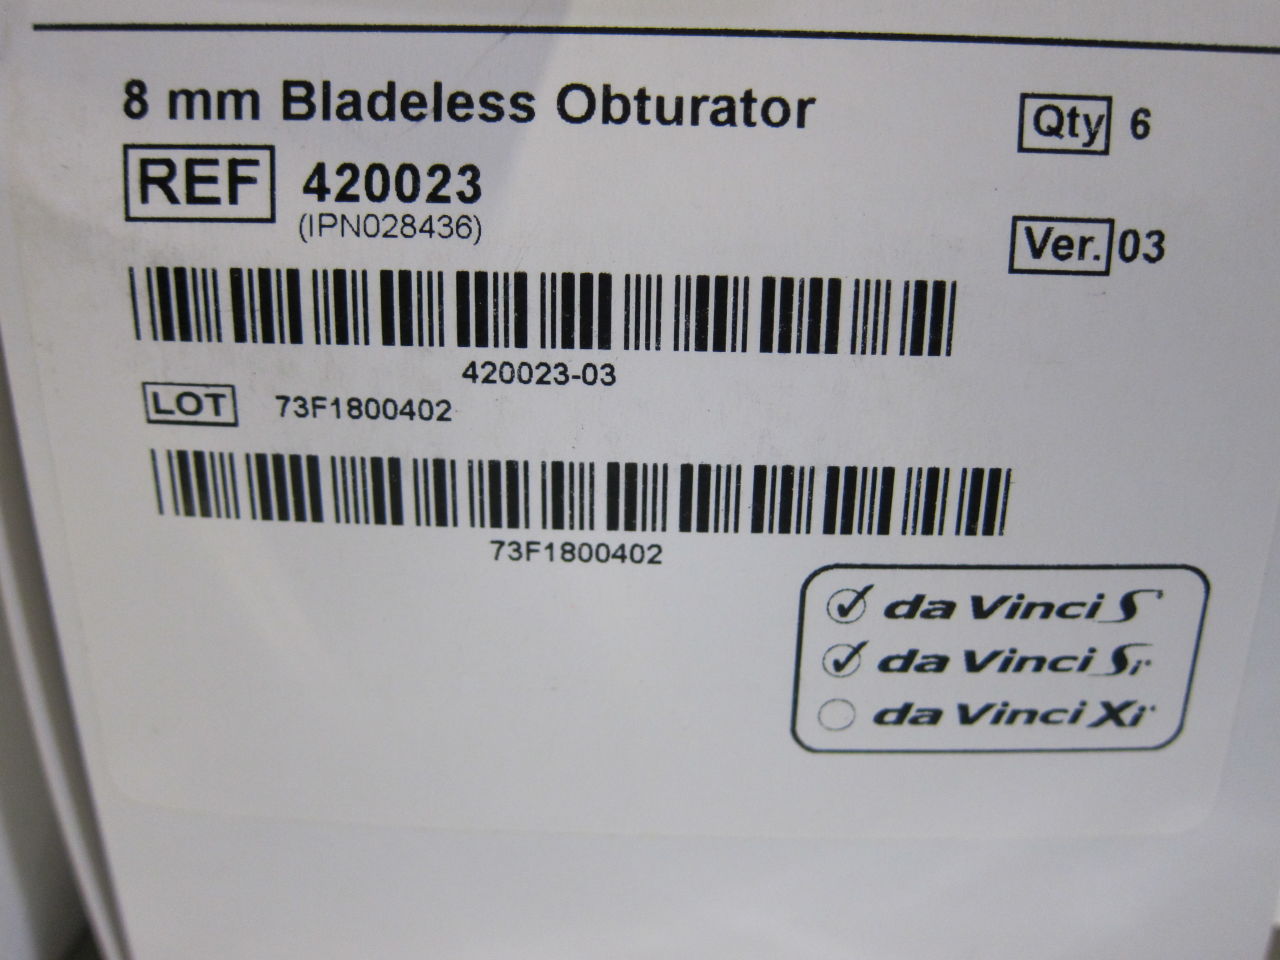 8 mm Bladeless Obturator
Qty 6
REF 420023
(IPN028436)
Ver. 03
420023-03
LOT 73F1800402
73F1800402
da Vinci S
da Vinci Si
da Vinci Xi